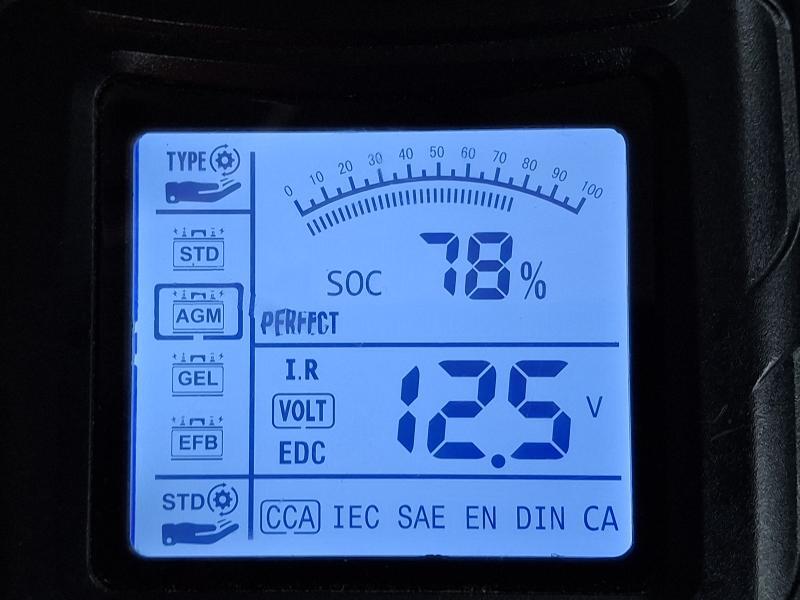 TYPE
0 10 20 30 40 50 60 70 80 90 100
STD
SOC 78%
AGM
PERFECT
GEL
EFB
I.R
VOLT
EDC
12.5 V
STD
CCA IEC SAE EN DIN CA